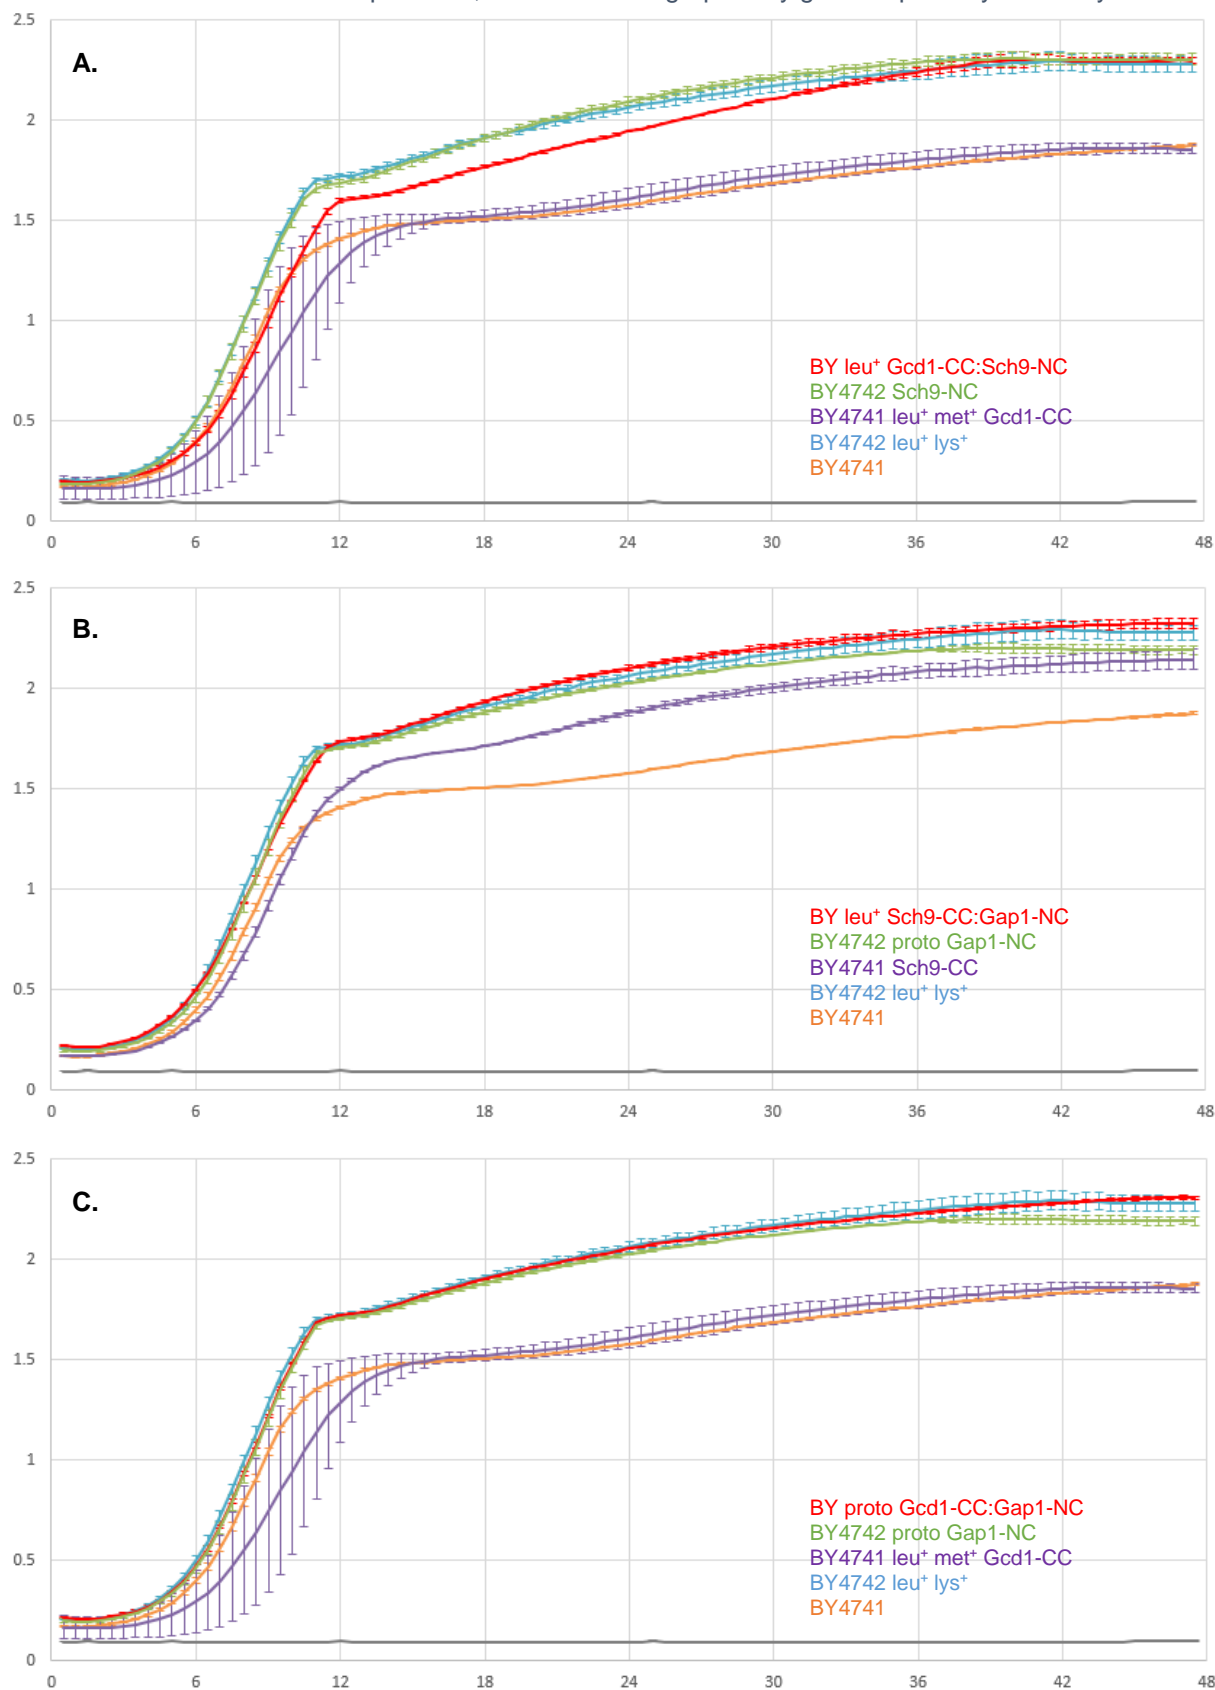 A.
2.5
2
1.5
1
0.5
0
BY leu⁺ Gcd1-CC:Sch9-NC
BY4742 Sch9-NC
BY4741 leu⁺ met⁺ Gcd1-CC
BY4742 leu⁺ lys⁺
BY4741
0 6 12 18 24 30 36 42 48
B.
2.5
2
1.5
1
0.5
0
BY leu⁺ Sch9-CC:Gap1-NC
BY4742 proto Gap1-NC
BY4741 Sch9-CC
BY4742 leu⁺ lys⁺
BY4741
0 6 12 18 24 30 36 42 48
C.
2.5
2
1.5
1
0.5
0
BY proto Gcd1-CC:Gap1-NC
BY4742 proto Gap1-NC
BY4741 leu⁺ met⁺ Gcd1-CC
BY4742 leu⁺ lys⁺
BY4741
0 6 12 18 24 30 36 42 48